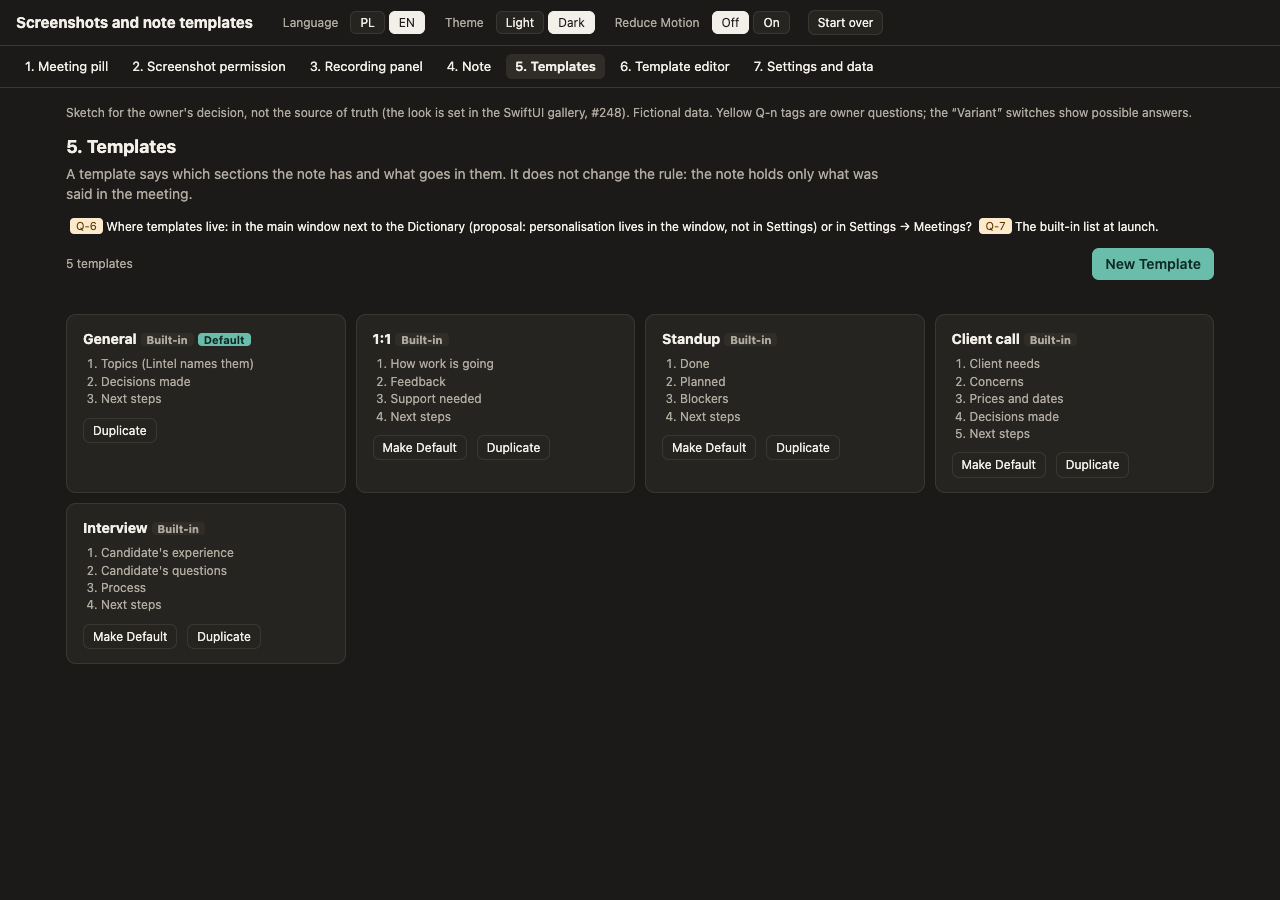 Screenshots and note templates Language PL EN Theme Light Dark Reduce Motion Off On Start over
1. Meeting pill 2. Screenshot permission 3. Recording panel 4. Note 5. Templates 6. Template editor 7. Settings and data
Sketch for the owner's decision, not the source of truth (the look is set in the SwiftUI gallery, #248). Fictional data. Yellow Q-n tags are owner questions; the “Variant” switches show possible answers.
5. Templates
A template says which sections the note has and what goes in them. It does not change the rule: the note holds only what was
said in the meeting.
Q-6 Where templates live: in the main window next to the Dictionary (proposal: personalisation lives in the window, not in Settings) or in Settings → Meetings? Q-7 The built-in list at launch.
5 templates
New Template
General Built-in Default
1. Topics (Lintel names them)
2. Decisions made
3. Next steps
Duplicate
1:1 Built-in
1. How work is going
2. Feedback
3. Support needed
4. Next steps
Make Default Duplicate
Standup Built-in
1. Done
2. Planned
3. Blockers
4. Next steps
Make Default Duplicate
Client call Built-in
1. Client needs
2. Concerns
3. Prices and dates
4. Decisions made
5. Next steps
Make Default Duplicate
Interview Built-in
1. Candidate's experience
2. Candidate's questions
3. Process
4. Next steps
Make Default Duplicate